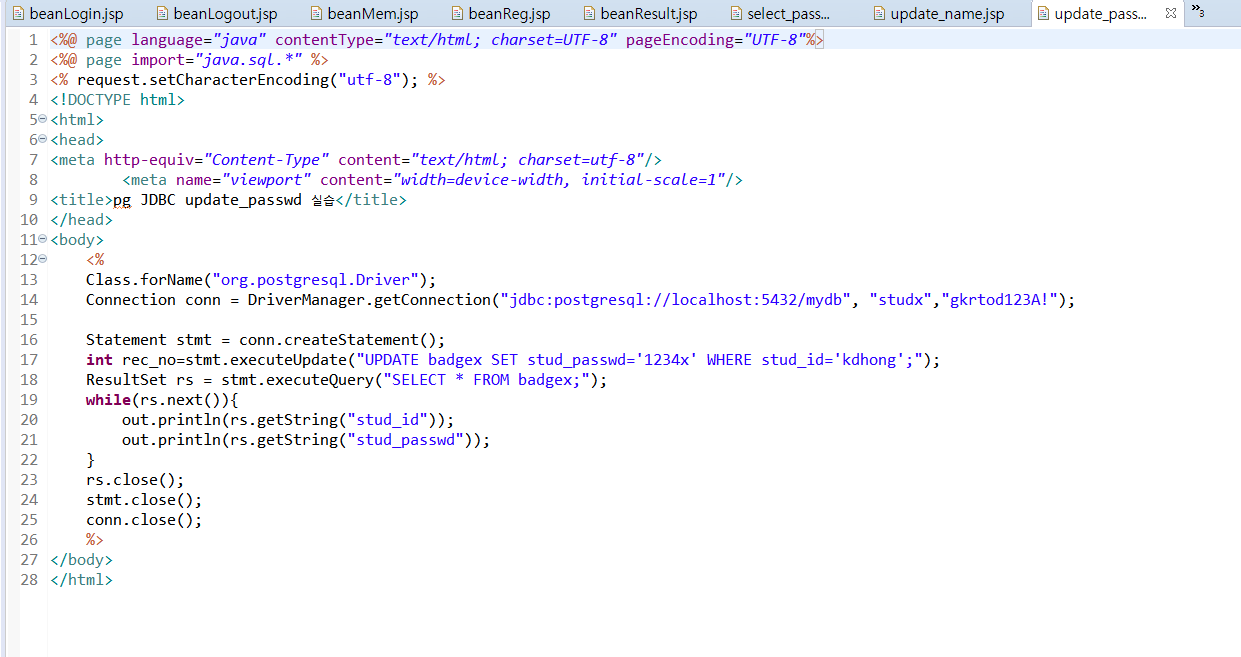 beanLogin.jsp beanLogout.jsp beanMem.jsp beanReg.jsp beanResult.jsp select_pass... update_name.jsp update_pass... »3
1 <%@ page language="java" contentType="text/html; charset=UTF-8" pageEncoding="UTF-8"%>
2 <%@ page import="java.sql.*" %>
3 <% request.setCharacterEncoding("utf-8"); %>
4 <!DOCTYPE html>
5 <html>
6 <head>
7 <meta http-equiv="Content-Type" content="text/html; charset=utf-8"/>
8 <meta name="viewport" content="width=device-width, initial-scale=1"/>
9 <title>pg JDBC update_passwd 실습</title>
10 </head>
11 <body>
12 <%
13 Class.forName("org.postgresql.Driver");
14 Connection conn = DriverManager.getConnection("jdbc:postgresql://localhost:5432/mydb", "studx","gkrtod123A!");
15
16 Statement stmt = conn.createStatement();
17 int rec_no=stmt.executeUpdate("UPDATE badgex SET stud_passwd='1234x' WHERE stud_id='kdhong';");
18 ResultSet rs = stmt.executeQuery("SELECT * FROM badgex;");
19 while(rs.next()){
20 out.println(rs.getString("stud_id"));
21 out.println(rs.getString("stud_passwd"));
22 }
23 rs.close();
24 stmt.close();
25 conn.close();
26 %>
27 </body>
28 </html>